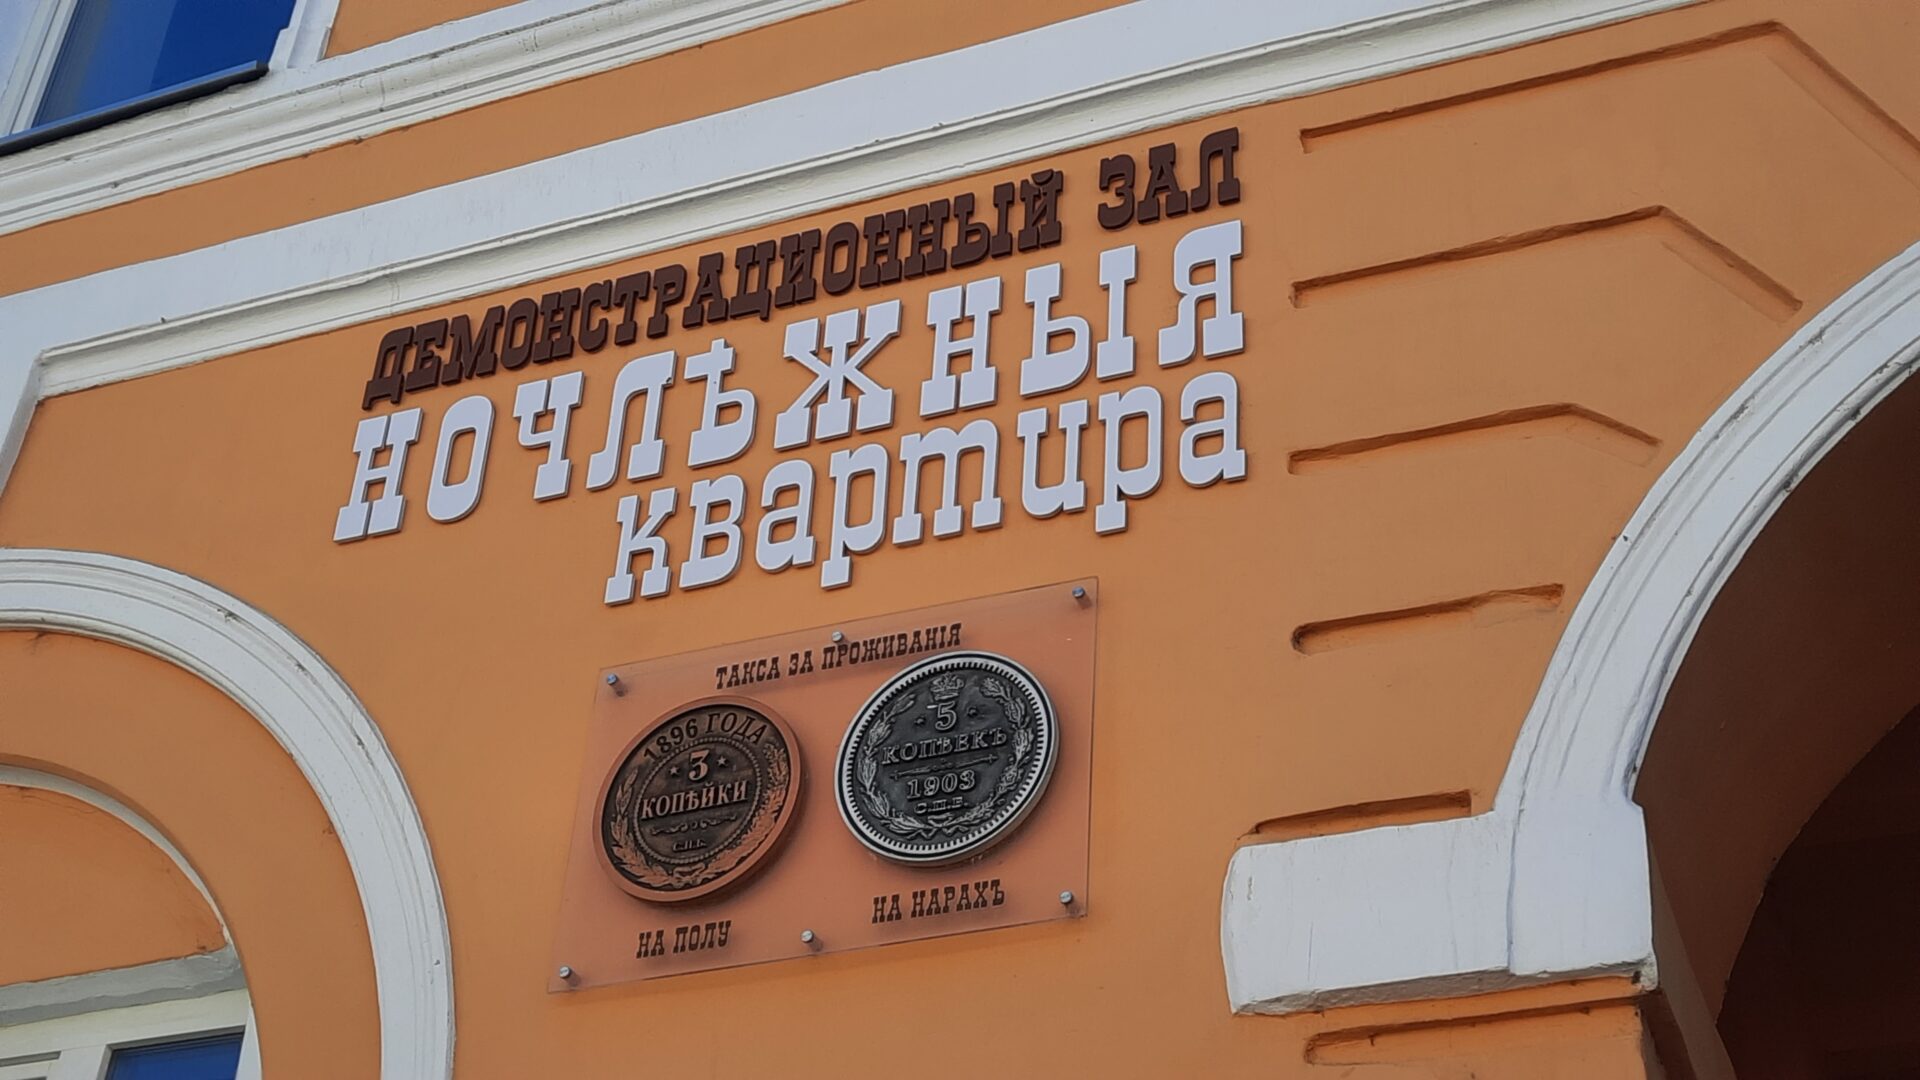 ДЕМОНСТРАЦИОННЫЙ ЗАЛ
НОЧЛѢЖНЫЯ
квартира
ТАКСА ЗА ПРОЖИВАНІЯ
1896 ГОДА
3
КОПѢЙКИ
С.П.Б.
НА ПОЛУ
5
КОПѢЕКЪ
1903
С.П.Б.
НА НАРАХЪ